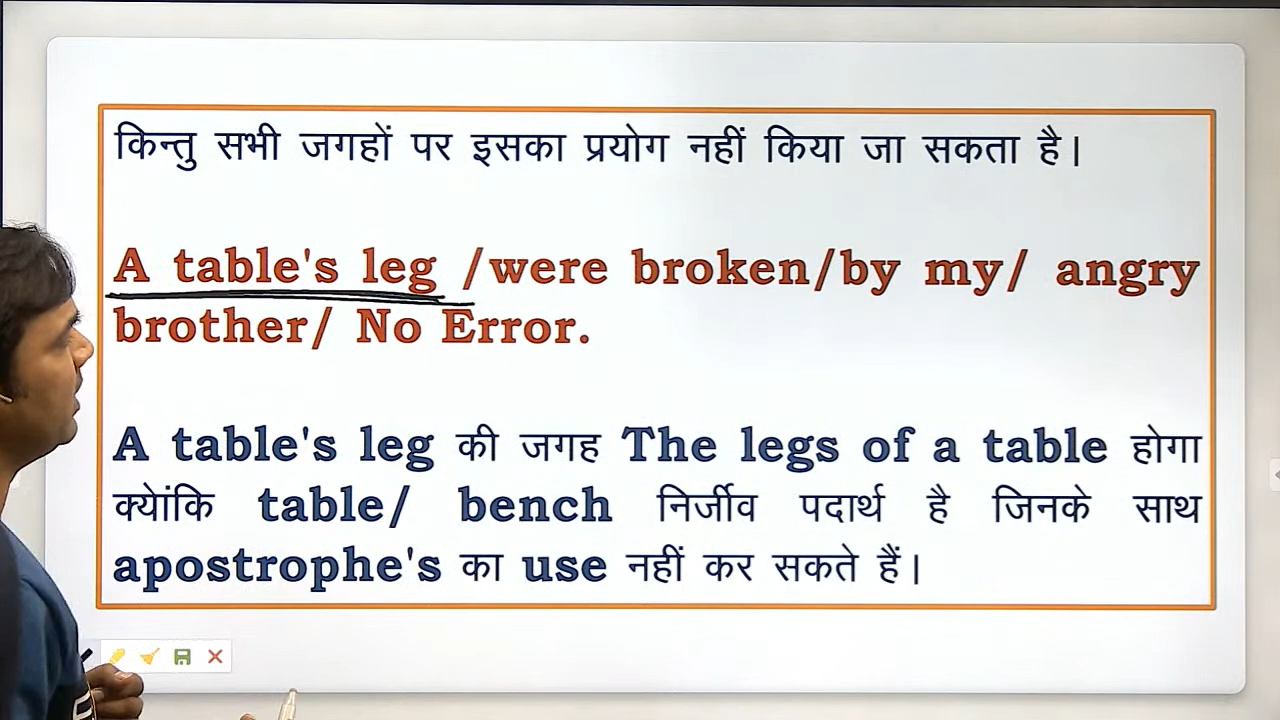 किन्तु सभी जगहों पर इसका प्रयोग नहीं किया जा सकता है।
A table's leg /were broken/by my/ angry
brother/ No Error.
A table's leg की जगह The legs of a table होगा
क्योंकि table/ bench निर्जीव पदार्थ है जिनके साथ
apostrophe's का use नहीं कर सकते हैं।